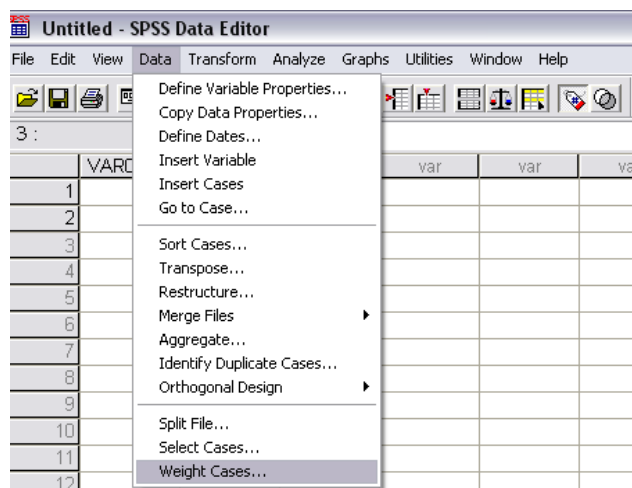 Untitled - SPSS Data Editor
File Edit View Data Transform Analyze Graphs Utilities Window Help
3 :
var var
Define Variable Properties...
Copy Data Properties...
Define Dates...
Insert Variable
Insert Cases
Go to Case...
Sort Cases...
Transpose...
Restructure...
Merge Files
Aggregate...
Identify Duplicate Cases...
Orthogonal Design
Split File...
Select Cases...
Weight Cases...
1
2
3
4
5
6
7
8
9
10
11
12